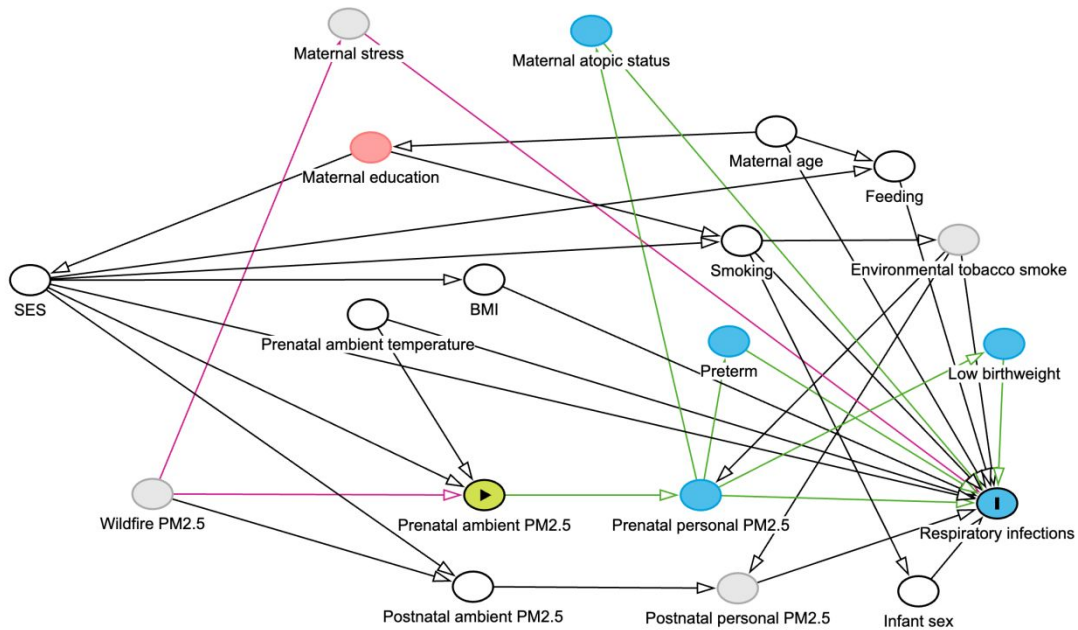 Maternal stress
Maternal atopic status
Maternal age
Maternal education
Feeding
Smoking
Environmental tobacco smoke
SES
BMI
Prenatal ambient temperature
Preterm
Low birthweight
Wildfire PM2.5
Prenatal ambient PM2.5
Prenatal personal PM2.5
Respiratory infections
Postnatal ambient PM2.5
Postnatal personal PM2.5
Infant sex